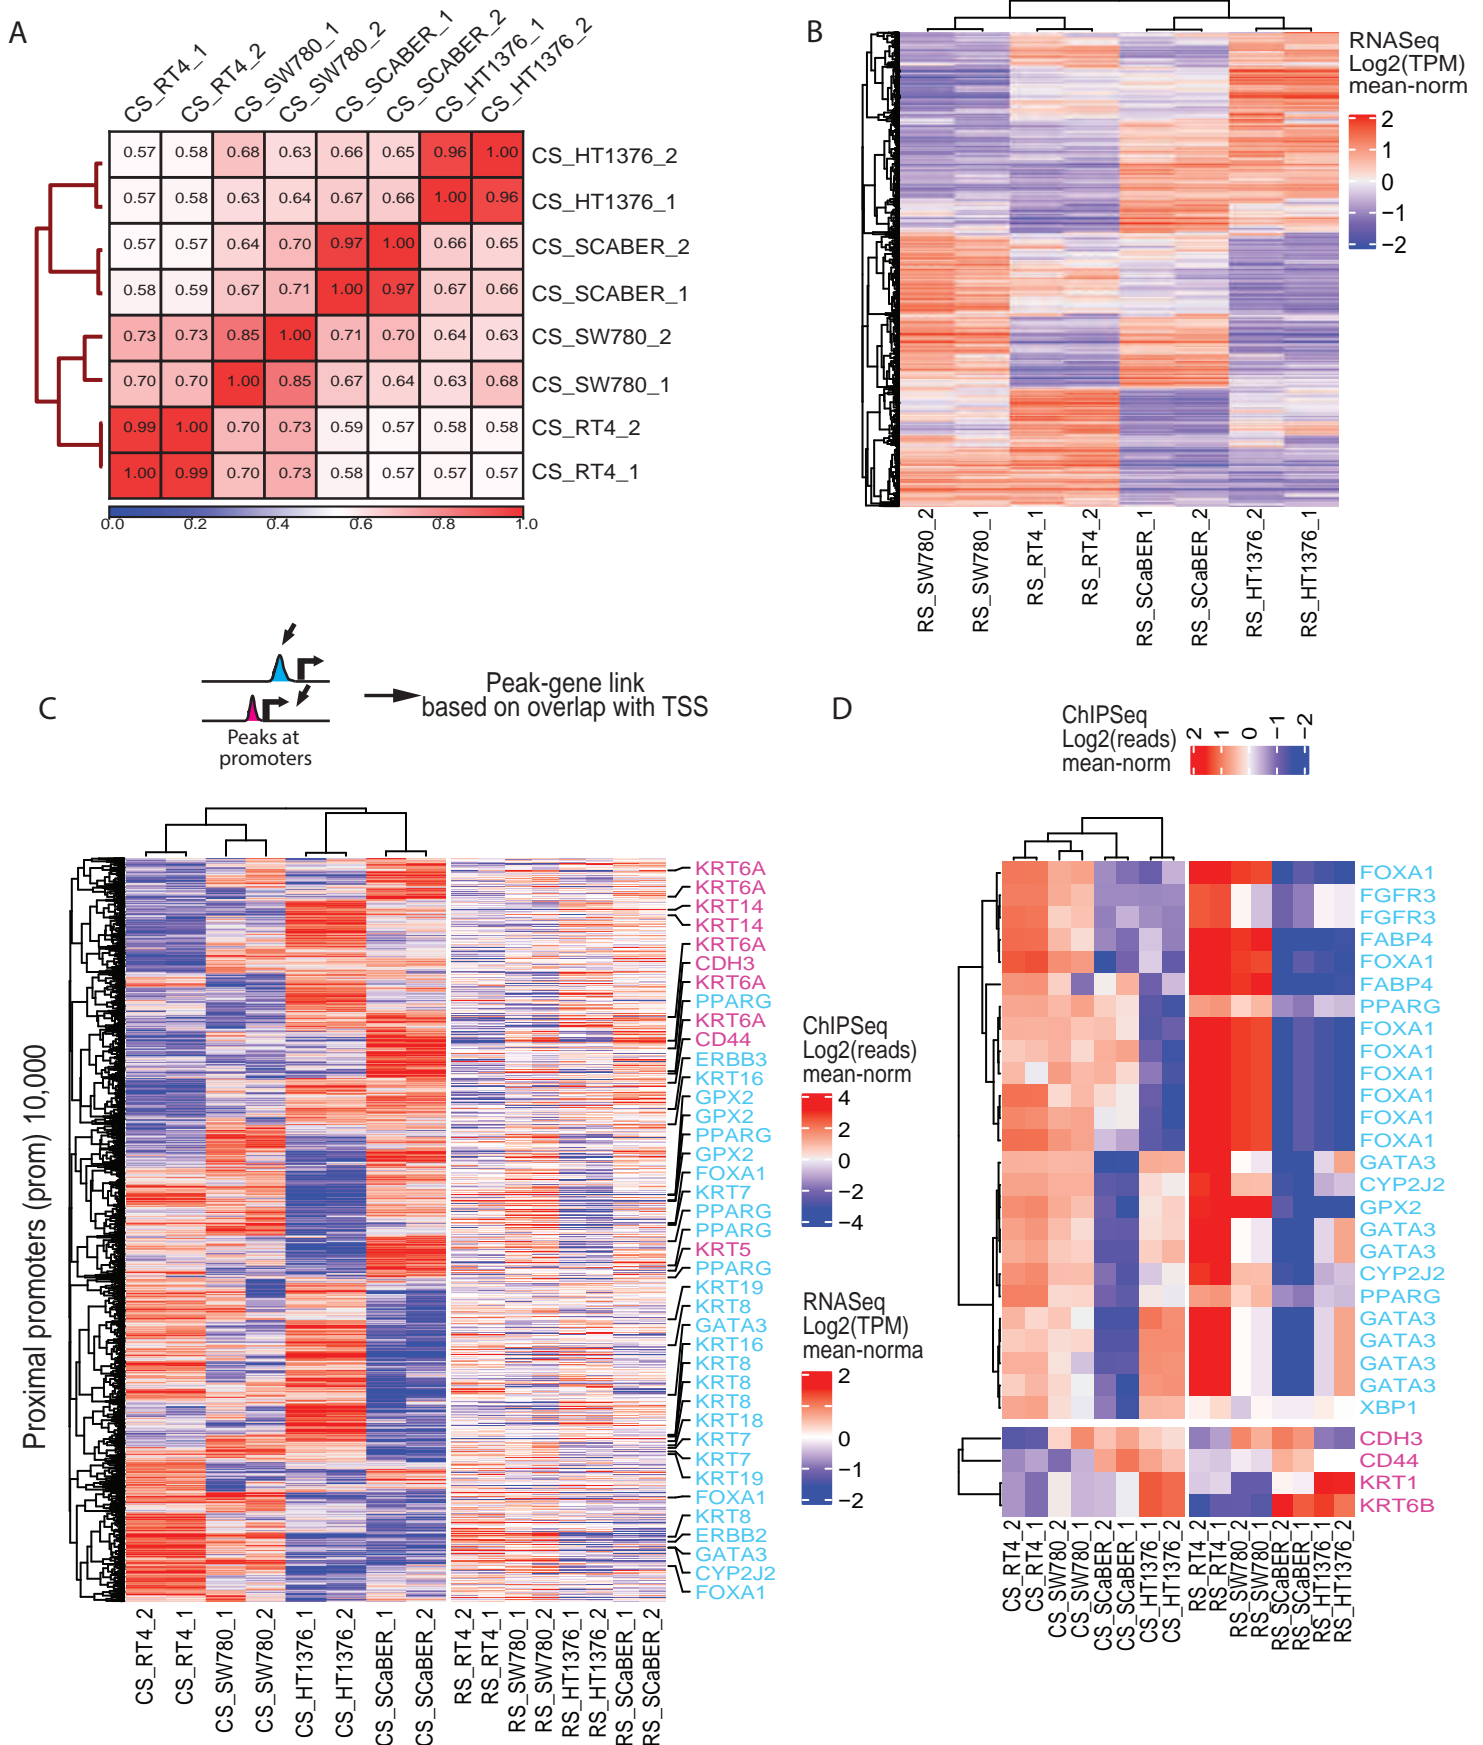 A
CS_RT4_1
CS_RT4_2
CS_SW780_1
CS_SW780_2
CS_SCABER_1
CS_SCABER_2
CS_HT1376_1
CS_HT1376_2
0.57 0.58 0.68 0.63 0.66 0.65 0.96 1.00 CS_HT1376_2
0.57 0.58 0.63 0.64 0.67 0.66 1.00 0.96 CS_HT1376_1
0.57 0.57 0.64 0.70 0.97 1.00 0.66 0.65 CS_SCABER_2
0.58 0.59 0.67 0.71 1.00 0.97 0.67 0.66 CS_SCABER_1
0.73 0.73 0.85 1.00 0.71 0.70 0.64 0.63 CS_SW780_2
0.70 0.70 1.00 0.85 0.67 0.64 0.63 0.68 CS_SW780_1
0.99 1.00 0.70 0.73 0.59 0.57 0.58 0.58 CS_RT4_2
1.00 0.99 0.70 0.73 0.58 0.57 0.57 0.57 CS_RT4_1
0.0 0.2 0.4 0.6 0.8 1.0
B
RNASeq
Log2(TPM)
mean-norm
2
1
0
−1
−2
RS_SW780_2
RS_SW780_1
RS_RT4_1
RS_RT4_2
RS_SCaBER_1
RS_SCaBER_2
RS_HT1376_2
RS_HT1376_1
C
Peaks at
promoters
Peak-gene link
based on overlap with TSS
Proximal promoters (prom) 10,000
KRT6A
KRT6A
KRT14
KRT14
KRT6A
CDH3
KRT6A
PPARG
KRT6A
CD44
ERBB3
KRT16
GPX2
GPX2
PPARG
GPX2
FOXA1
KRT7
PPARG
PPARG
KRT5
PPARG
KRT19
KRT8
GATA3
KRT16
KRT8
KRT8
KRT8
KRT18
KRT7
KRT7
KRT19
FOXA1
KRT8
ERBB2
GATA3
CYP2J2
FOXA1
CS_RT4_2
CS_RT4_1
CS_SW780_1
CS_SW780_2
CS_HT1376_1
CS_HT1376_2
CS_SCaBER_1
CS_SCaBER_2
RS_RT4_2
RS_RT4_1
RS_SW780_1
RS_SW780_2
RS_HT1376_1
RS_HT1376_2
RS_SCaBER_1
RS_SCaBER_2
ChIPSeq
Log2(reads)
mean-norm
4
2
0
−2
−4
RNASeq
Log2(TPM)
mean-norma
2
1
0
−1
−2
D
ChIPSeq
Log2(reads)
mean-norm
2
1
0
−1
−2
FOXA1
FGFR3
FGFR3
FABP4
FOXA1
FABP4
PPARG
FOXA1
FOXA1
FOXA1
FOXA1
FOXA1
FOXA1
GATA3
CYP2J2
GPX2
GATA3
GATA3
CYP2J2
PPARG
GATA3
GATA3
GATA3
GATA3
XBP1
CDH3
CD44
KRT1
KRT6B
CS_RT4_2
CS_RT4_1
CS_SW780_2
CS_SW780_1
CS_SCaBER_2
CS_SCaBER_1
CS_HT1376_1
CS_HT1376_2
RS_RT4_2
RS_RT4_1
RS_SW780_2
RS_SW780_1
RS_SCaBER_2
RS_SCaBER_1
RS_HT1376_1
RS_HT1376_2